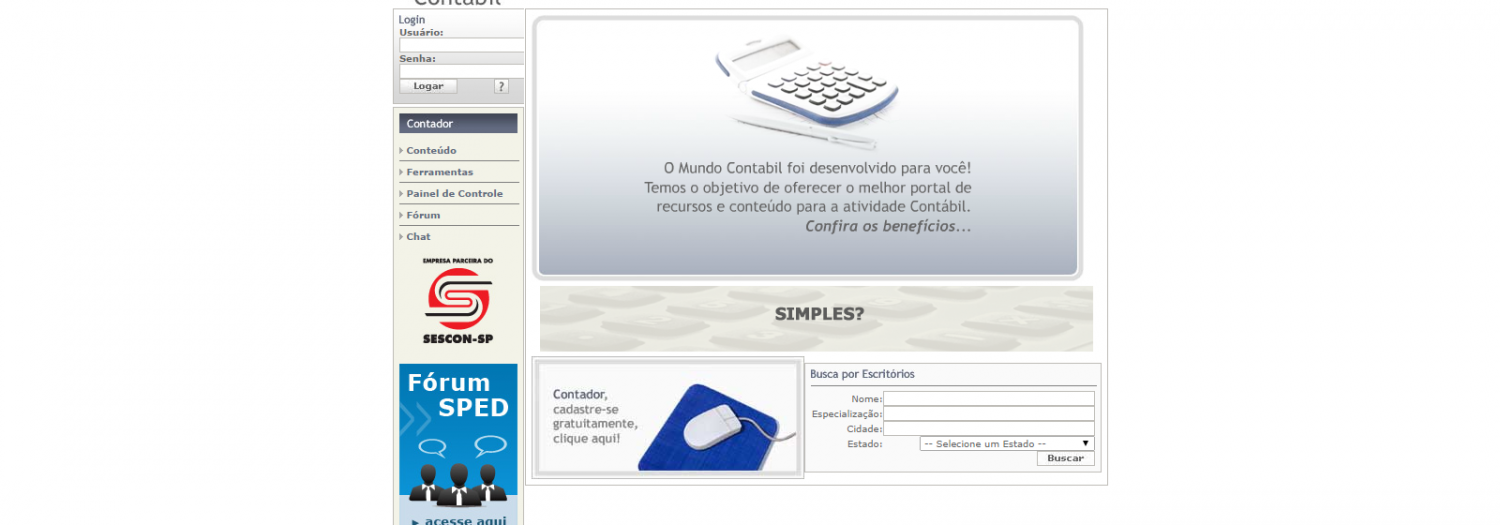 Contabil
Login
Usuário:
Senha:
Logar
?
Contador
Conteúdo
Ferramentas
Painel de Controle
Fórum
Chat
EMPRESA PARCEIRA DO
SESCON-SP
Fórum
SPED
acesse aqui
O Mundo Contabil foi desenvolvido para você!
Temos o objetivo de oferecer o melhor portal de
recursos e conteúdo para a atividade Contábil.
Confira os benefícios...
SIMPLES?
Contador,
cadastre-se
gratuitamente,
clique aqui!
Busca por Escritórios
Nome:
Especialização:
Cidade:
Estado: -- Selecione um Estado --
Buscar